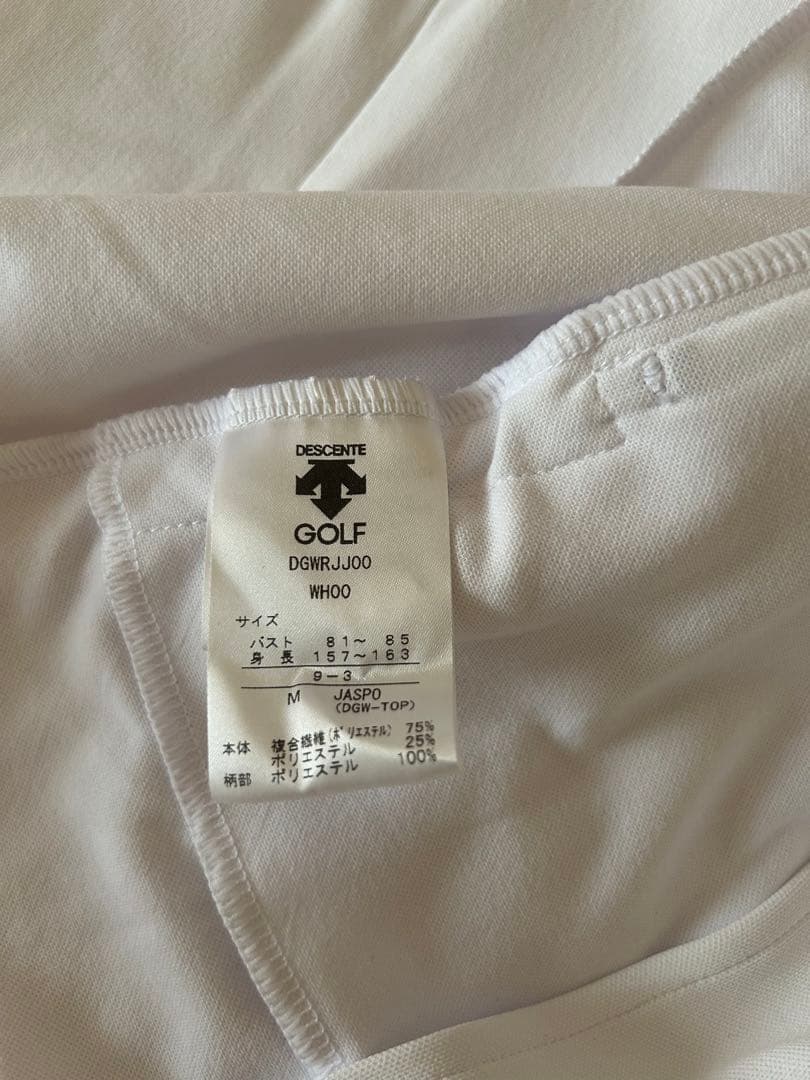 DESCENTE
GOLF
DGWRJJ00
WH00
サイズ
バスト 81～ 85
身 長 157～163
9－3
M JASPO
(DGW-TOP)
本体 複合繊維(ポリエステル) 75%
ポリエステル 25%
柄部 ポリエステル 100%